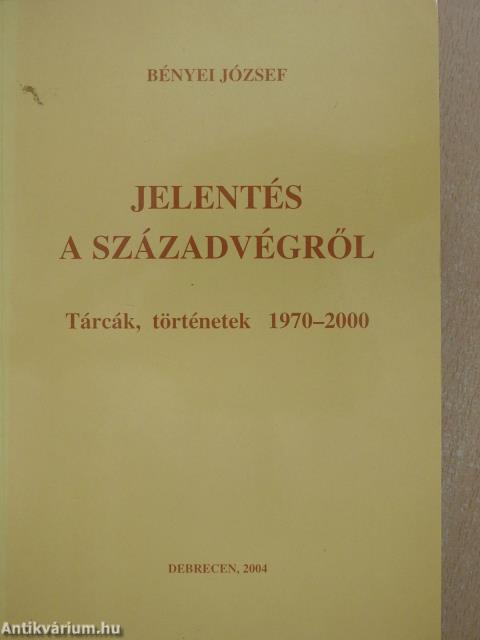 BÉNYEI JÓZSEF
JELENTÉS
A SZÁZADVÉGRŐL
Tárcák, történetek 1970–2000
DEBRECEN, 2004
Antikvárium.hu